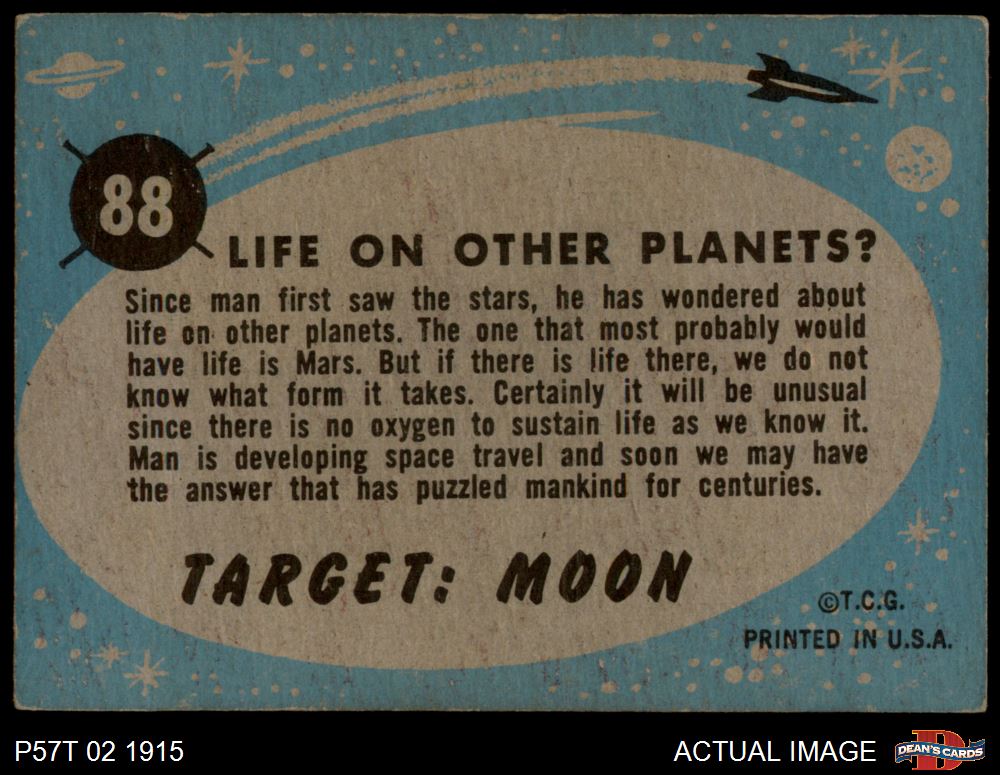 88
LIFE ON OTHER PLANETS?
Since man first saw the stars, he has wondered about
life on other planets. The one that most probably would
have life is Mars. But if there is life there, we do not
know what form it takes. Certainly it will be unusual
since there is no oxygen to sustain life as we know it.
Man is developing space travel and soon we may have
the answer that has puzzled mankind for centuries.
TARGET: MOON
©T.C.G.
PRINTED IN U.S.A.
P57T 02 1915
ACTUAL IMAGE
D
DEAN'S CARDS